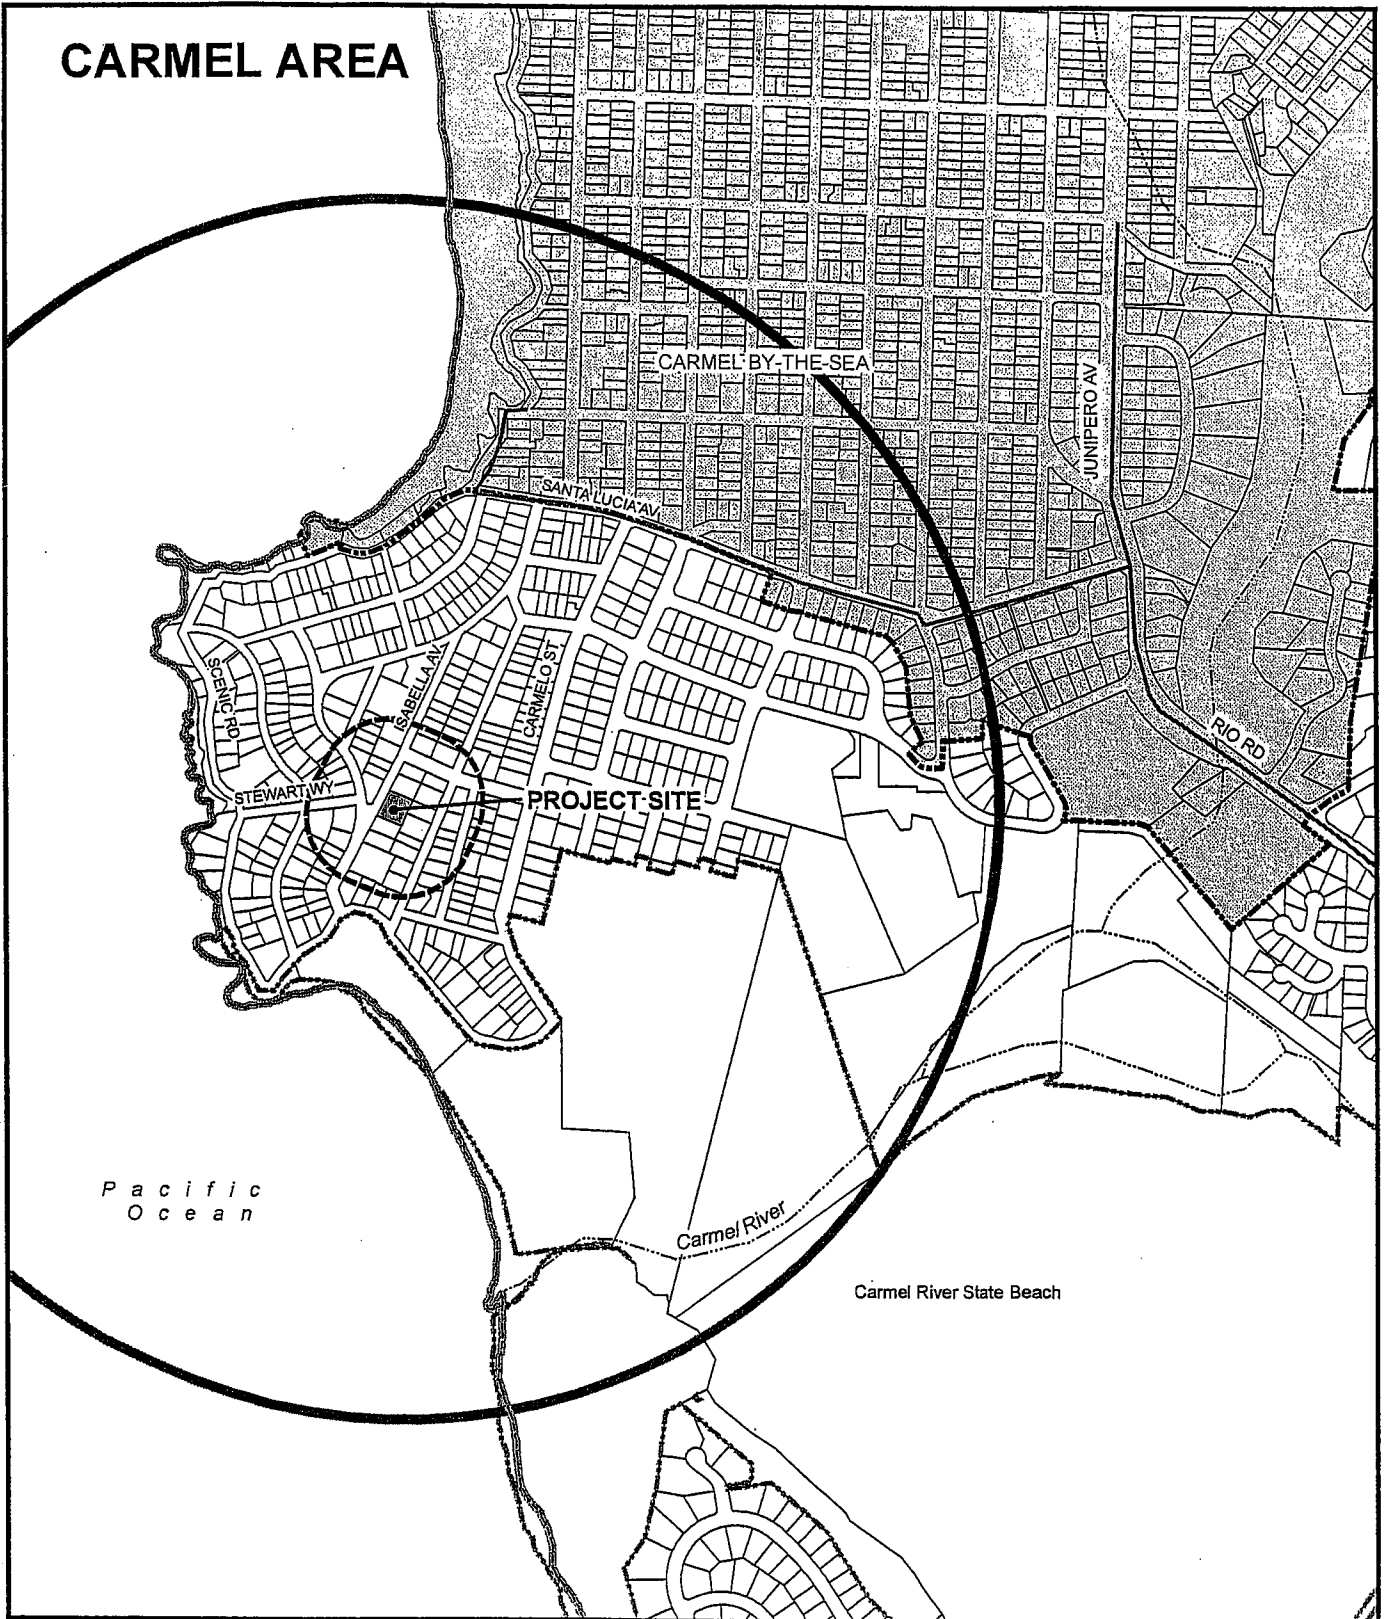 CARMEL AREA
CARMEL-BY-THE-SEA
JUNIPERO AV
SANTA LUCIA AV
ISABELLA AV
CARMELO ST
SCENIC RD
RIO RD
STEWART WY
PROJECT SITE
Pacific
Ocean
Carmel River
Carmel River State Beach